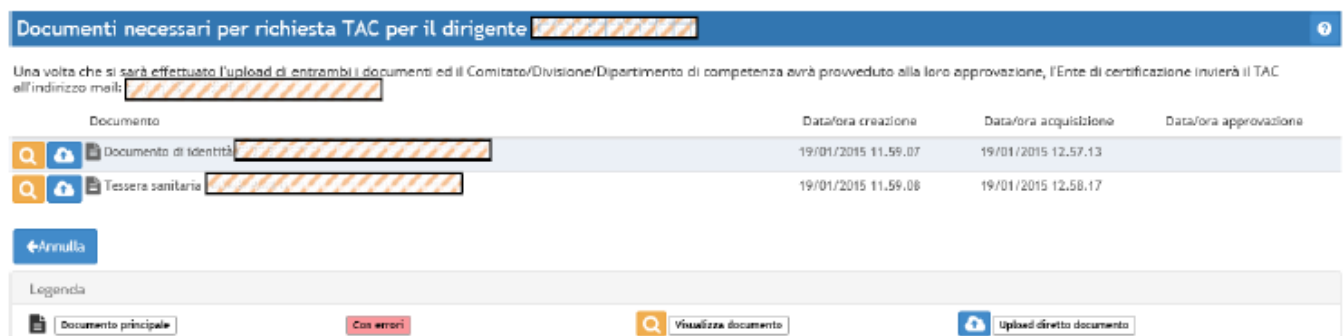 Documenti necessari per richiesta TAC per il dirigente
Una volta che si sarà effettuato l'upload di entrambi i documenti ed il Comitato/Divisione/Dipartimento di competenza avrà provveduto alla loro approvazione, l'Ente di certificazione invierà il TAC
all'indirizzo mail:
Documento Data/ora creazione Data/ora acquisizione Data/ora approvazione
Documento di identità 19/01/2015 11.59.07 19/01/2015 12.57.13
Tessera sanitaria 19/01/2015 11.59.08 19/01/2015 12.58.17
Annulla
Legenda
Documento principale Con errori Visualizza documento Upload diretto documento